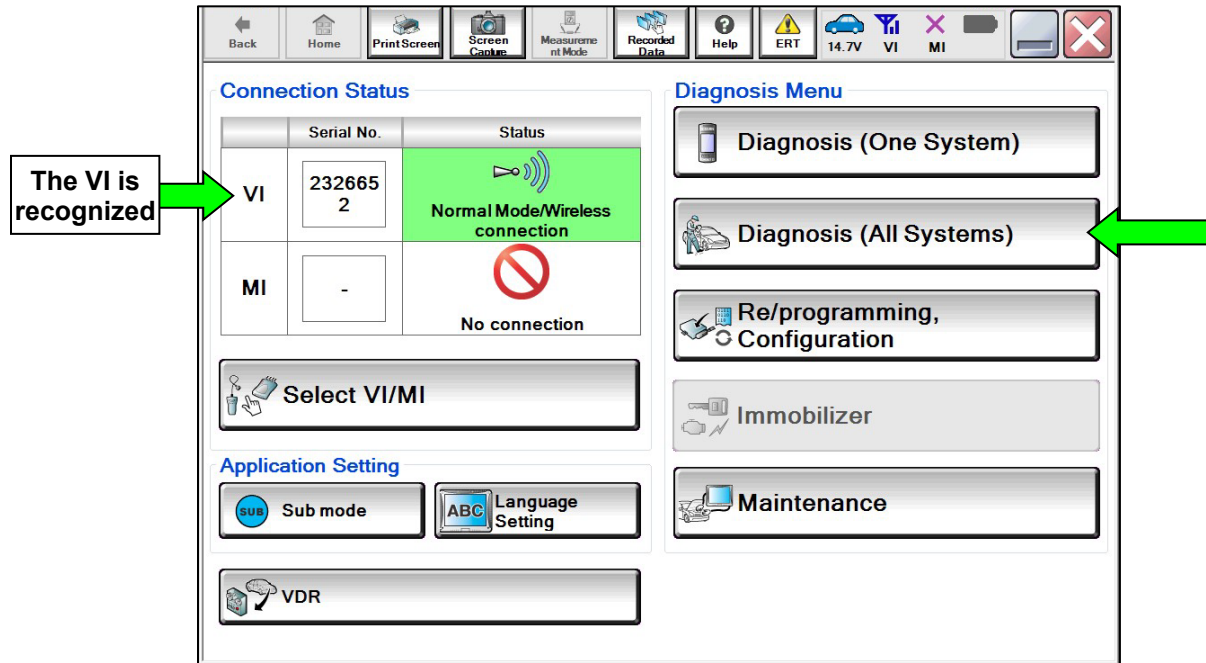 Back
Home
Print Screen
Screen
Capture
Measureme
nt Mode
Recorded
Data
Help
ERT
14.7V
VI
MI
Connection Status
Serial No.
Status
The VI is
recognized
VI
232665
2
Normal Mode/Wireless
connection
MI
-
No connection
Select VI/MI
Application Setting
SUB
Sub mode
ABC
Language
Setting
VDR
Diagnosis Menu
Diagnosis (One System)
Diagnosis (All Systems)
Re/programming,
Configuration
Immobilizer
Maintenance